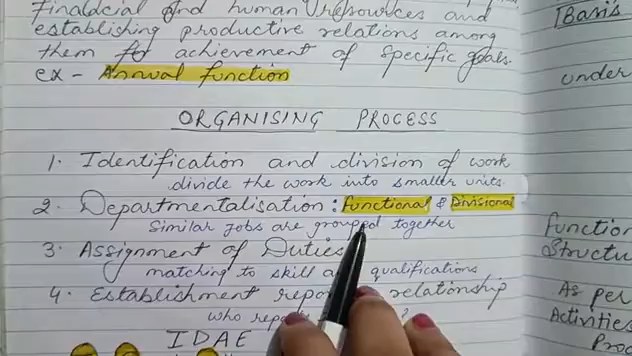 Financial and human resources and
establishing productive relations among
them for achievement of specific goals.
ex - Annual function
ORGANISING PROCESS
1. Identification and division of work
divide the work into smaller units.
2. Departmentalisation : functional & Divisional
Similar jobs are grouped together
3. Assignment of Duties
matching to skill qualifications
4. Establishment relationship
who
IDAE
Basis
under
Structu
As per
Activities